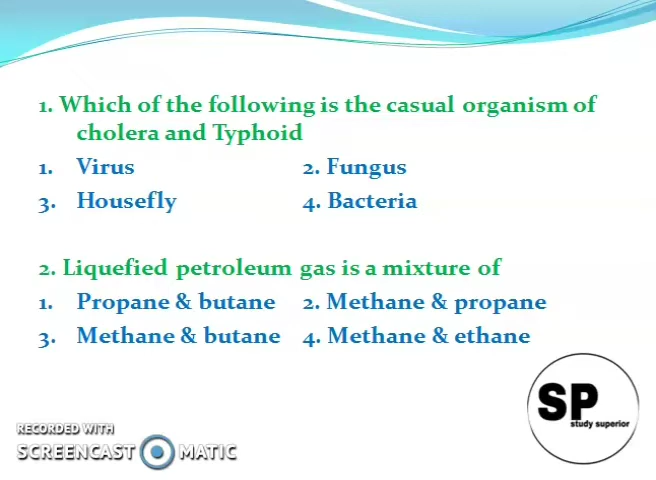 1. Which of the following is the casual organism of
cholera and Typhoid
1. Virus 2. Fungus
3. Housefly 4. Bacteria
2. Liquefied petroleum gas is a mixture of
1. Propane & butane 2. Methane & propane
3. Methane & butane 4. Methane & ethane
SP
study superior
RECORDED WITH
SCREENCAST MATIC